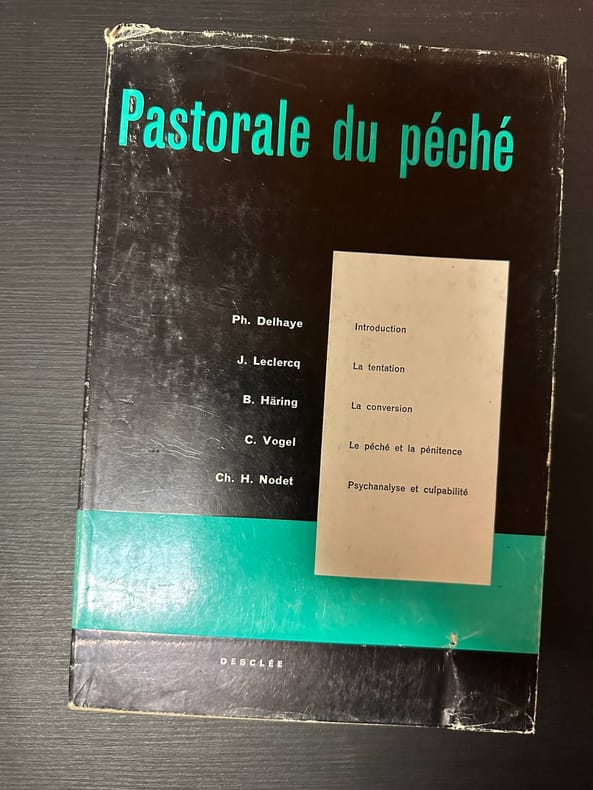 Pastorale du péché
Ph. Delhaye Introduction
J. Leclercq La tentation
B. Häring La conversion
C. Vogel Le péché et la pénitence
Ch. H. Nodet Psychanalyse et culpabilité
DESCLÉE